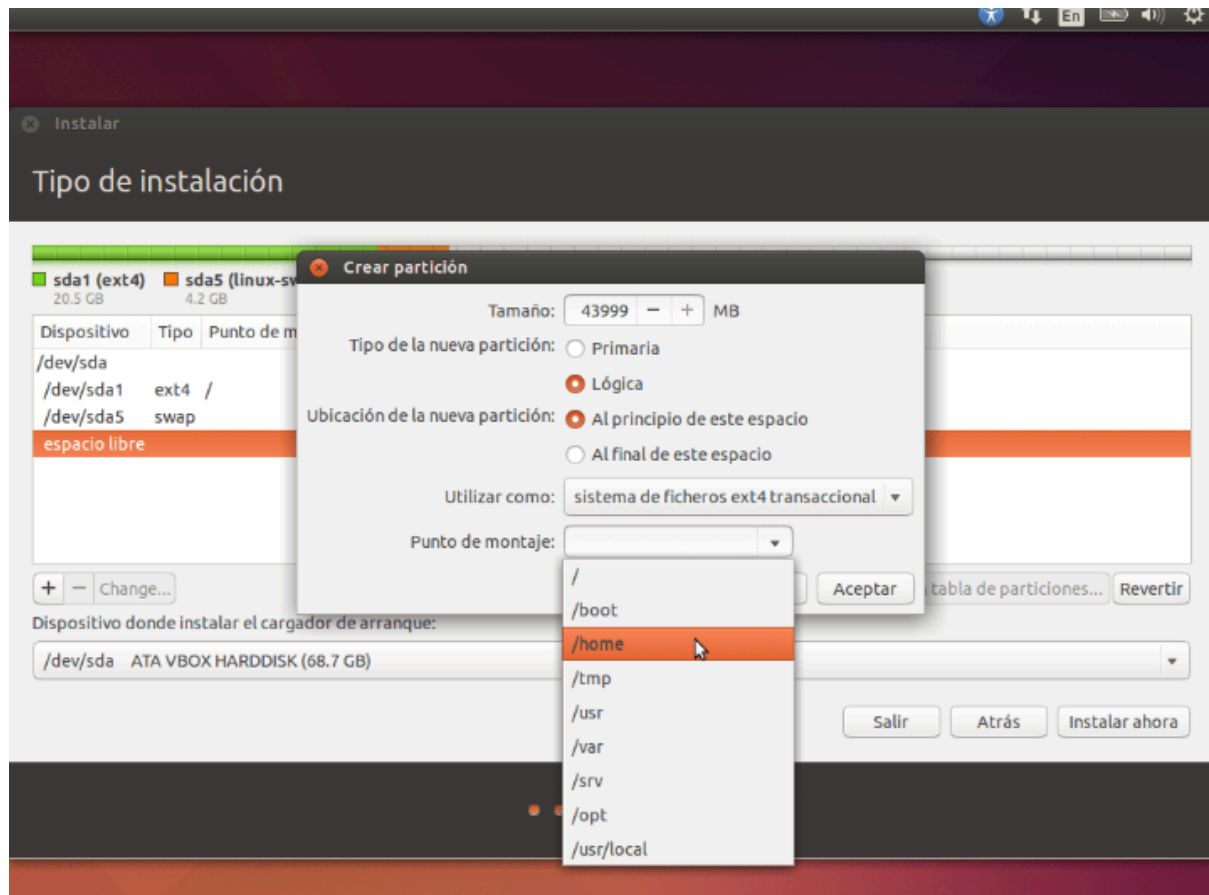 En
Instalar
Tipo de instalación
sda1 (ext4) sda5 (linux-sw
20.5 GB 4.2 GB
Dispositivo Tipo Punto de m
/dev/sda
/dev/sda1 ext4 /
/dev/sda5 swap
espacio libre
+ − Change...
Crear partición
Tamaño: 43999 − + MB
Tipo de la nueva partición: Primaria
Lógica
Ubicación de la nueva partición: Al principio de este espacio
Al final de este espacio
Utilizar como: sistema de ficheros ext4 transaccional
Punto de montaje:
/
/boot
/home
/tmp
/usr
/var
/srv
/opt
/usr/local
Aceptar
tabla de particiones... Revertir
Dispositivo donde instalar el cargador de arranque:
/dev/sda ATA VBOX HARDDISK (68.7 GB)
Salir Atrás Instalar ahora